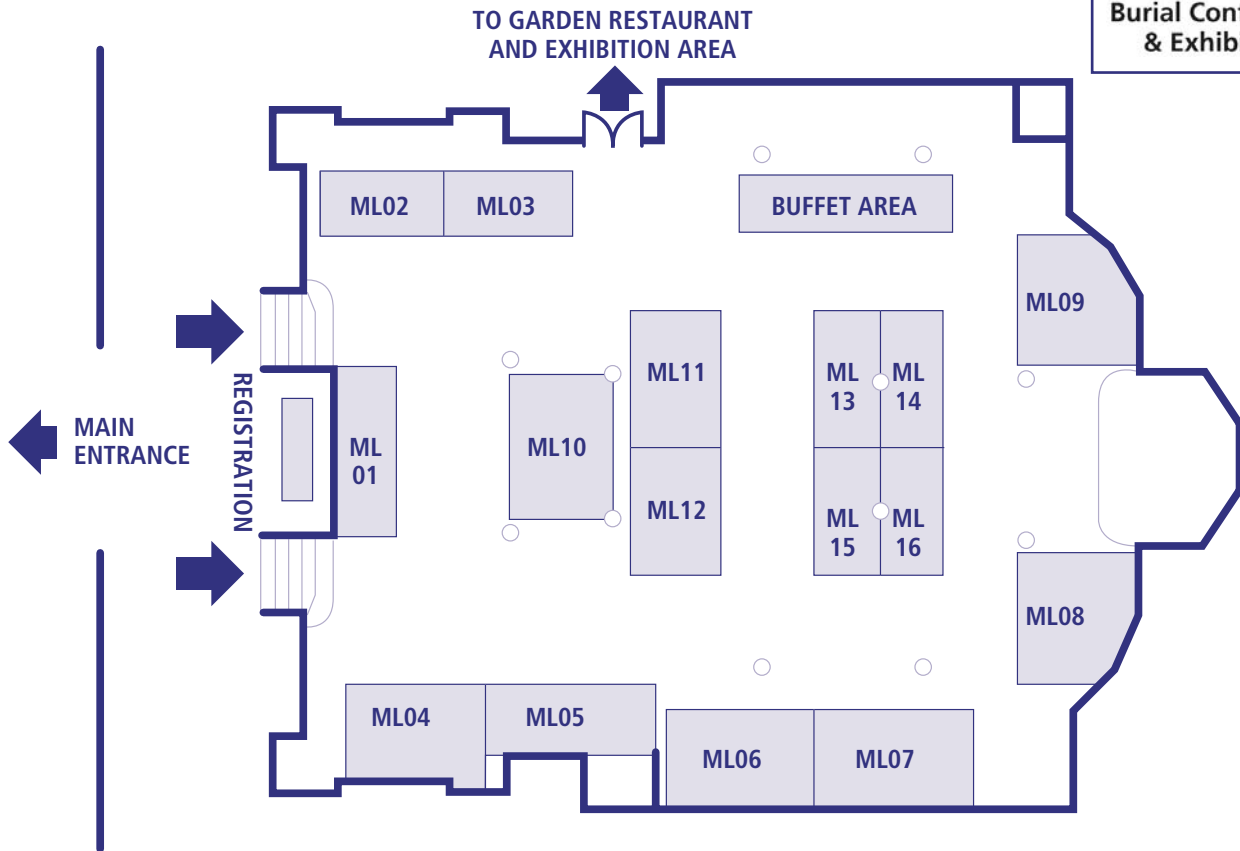 TO GARDEN RESTAURANT
AND EXHIBITION AREA
Burial
&
ML02
ML03
BUFFET AREA
ML09
ML11
ML
13
ML
14
REGISTRATION
MAIN
ENTRANCE
ML
01
ML10
ML12
ML
15
ML
16
ML08
ML04
ML05
ML06
ML07